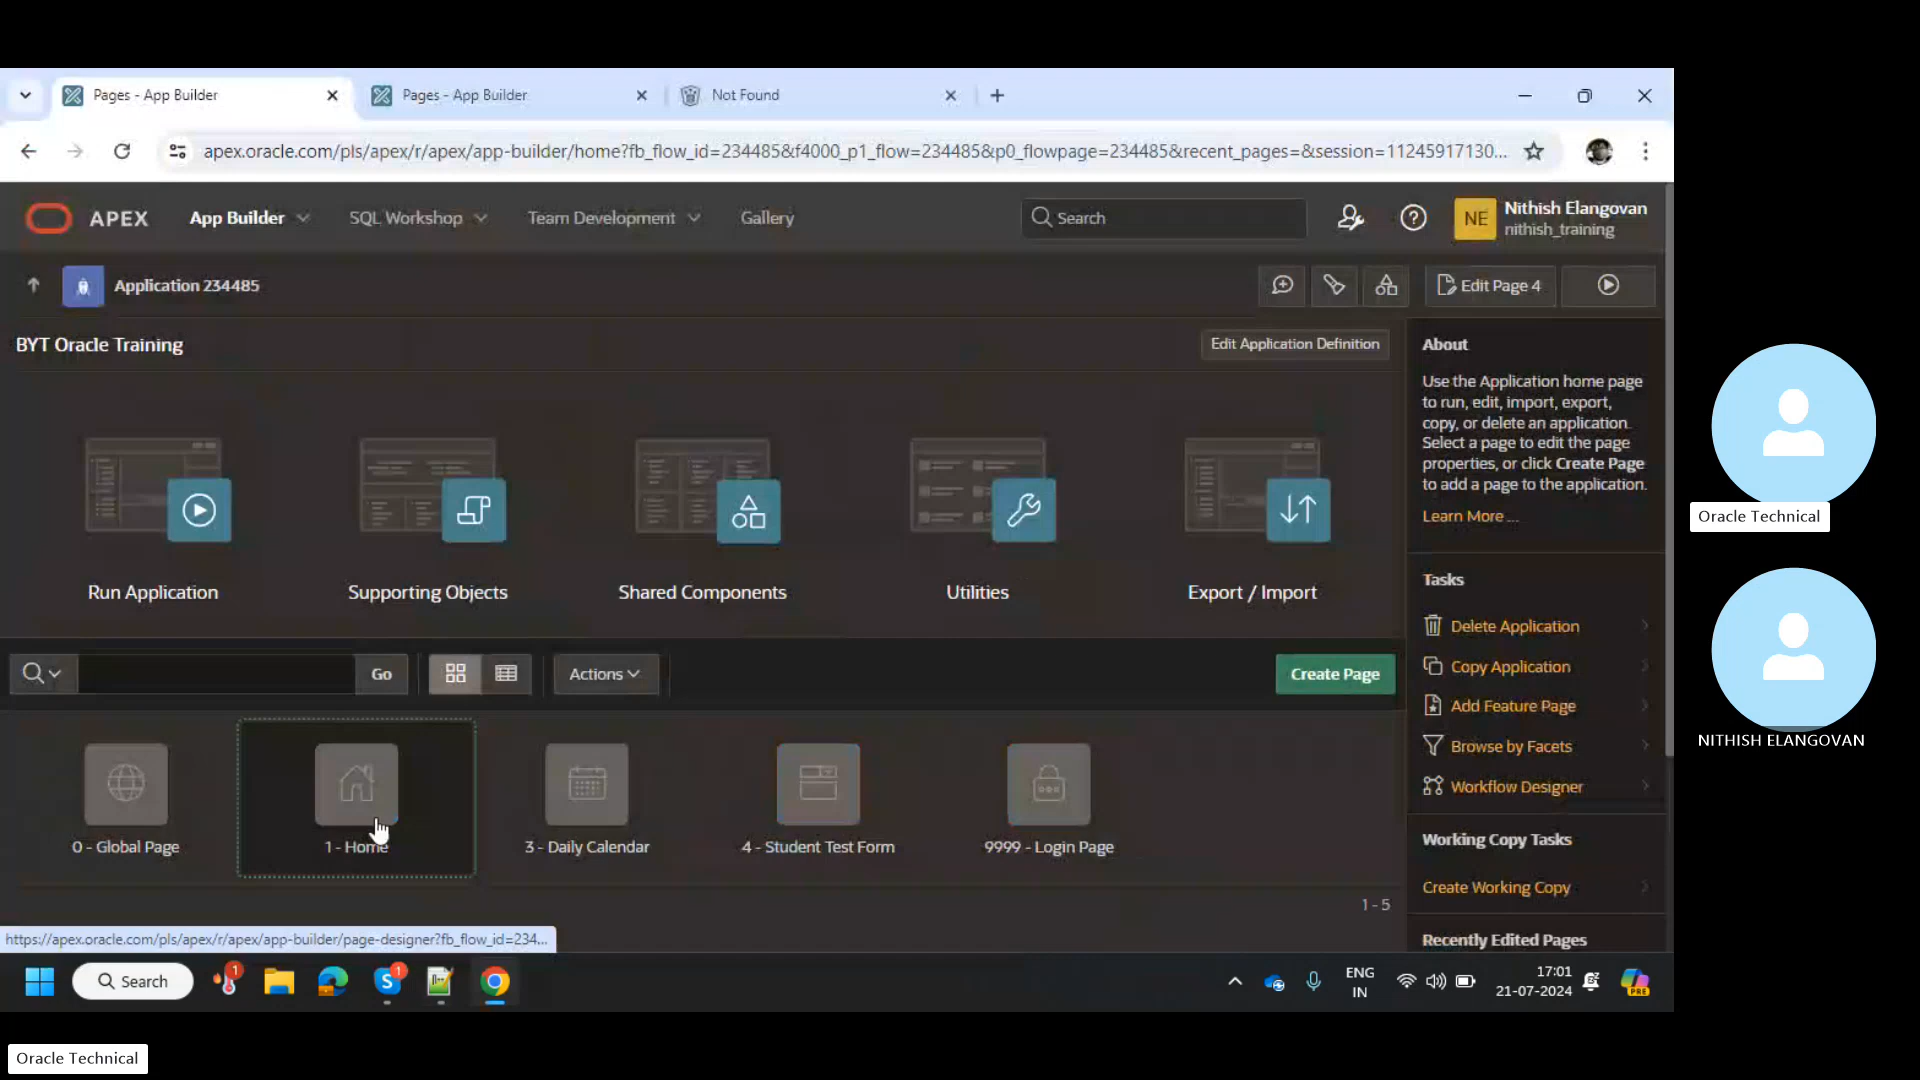 Pages - App Builder
Pages - App Builder
Not Found
apex.oracle.com/pls/apex/r/apex/app-builder/home?fb_flow_id=234485&f4000_p1_flow=234485&p0_flowpage=234485&recent_pages=&session=11245917130...
APEX
App Builder
SQL Workshop
Team Development
Gallery
Search
NE
Nithish Elangovan
nithish_training
Application 234485
Edit Page 4
BYT Oracle Training
Edit Application Definition
Run Application
Supporting Objects
Shared Components
Utilities
Export / Import
Go
Actions
Create Page
0 - Global Page
1 - Home
3 - Daily Calendar
4 - Student Test Form
9999 - Login Page
1 - 5
About
Use the Application home page
to run, edit, import, export,
copy, or delete an application.
Select a page to edit the page
properties, or click Create Page
to add a page to the application.
Learn More ...
Tasks
Delete Application
Copy Application
Add Feature Page
Browse by Facets
Workflow Designer
Working Copy Tasks
Create Working Copy
Recently Edited Pages
https://apex.oracle.com/pls/apex/r/apex/app-builder/page-designer?fb_flow_id=234...
Search
1
1
ENG
IN
17:01
21-07-2024
PRE
Oracle Technical
NITHISH ELANGOVAN
Oracle Technical